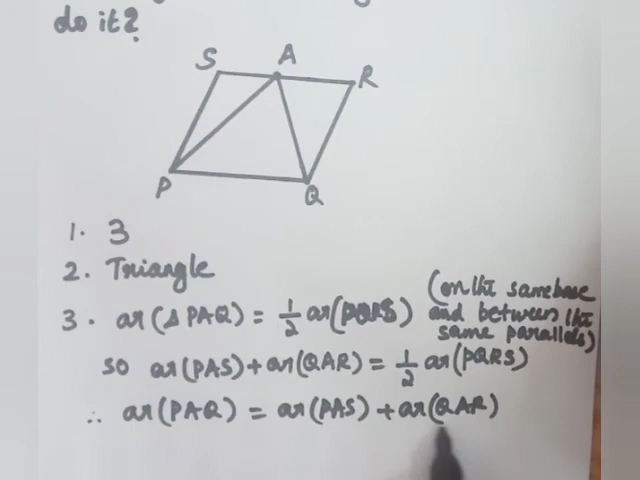 do it?
S A R
P Q
1. 3
2. Triangle
3. ar(△PAQ) = 1/2 ar(PQRS) (on the same base and between the same parallels)
so ar(PAS)+ar(QAR) = 1/2 ar(PQRS)
∴ ar(PAQ) = ar(PAS) + ar(QAR)